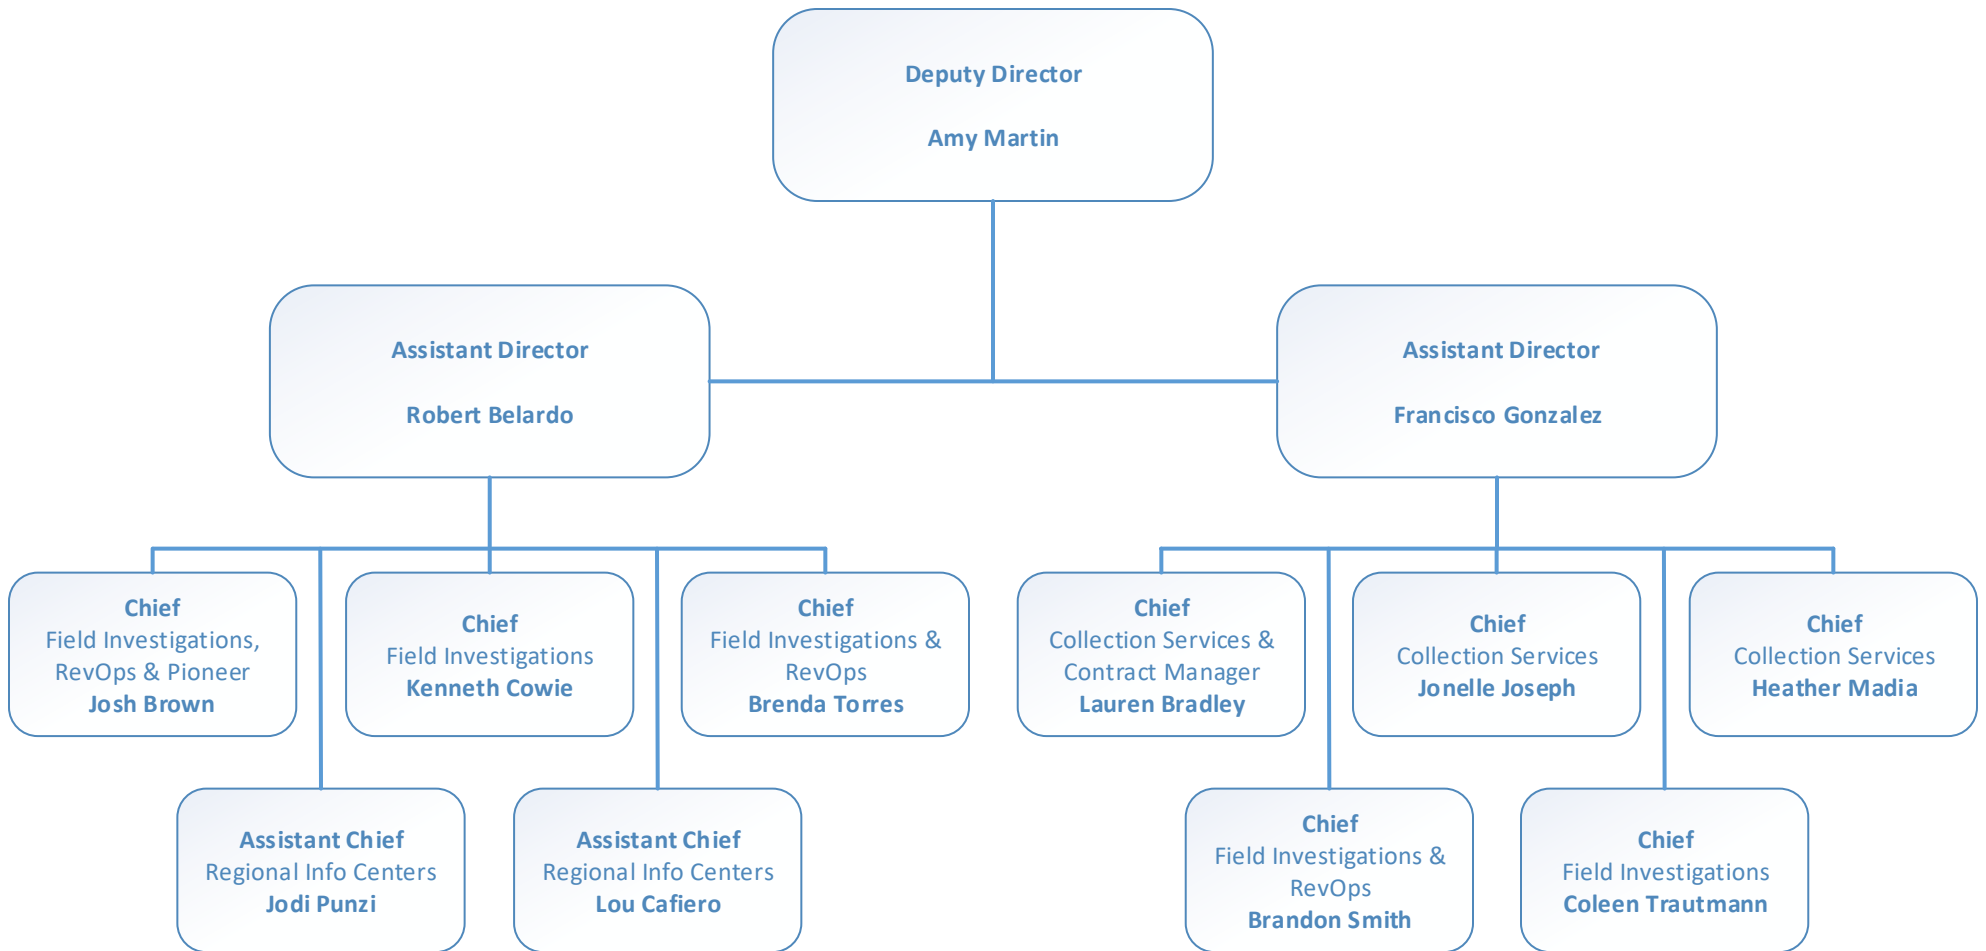 Deputy Director
Amy Martin
Assistant Director
Robert Belardo
Assistant Director
Francisco Gonzalez
Chief
Field Investigations,
RevOps & Pioneer
Josh Brown
Chief
Field Investigations
Kenneth Cowie
Chief
Field Investigations &
RevOps
Brenda Torres
Chief
Collection Services &
Contract Manager
Lauren Bradley
Chief
Collection Services
Jonelle Joseph
Chief
Collection Services
Heather Madia
Assistant Chief
Regional Info Centers
Jodi Punzi
Assistant Chief
Regional Info Centers
Lou Cafiero
Chief
Field Investigations &
RevOps
Brandon Smith
Chief
Field Investigations
Coleen Trautmann